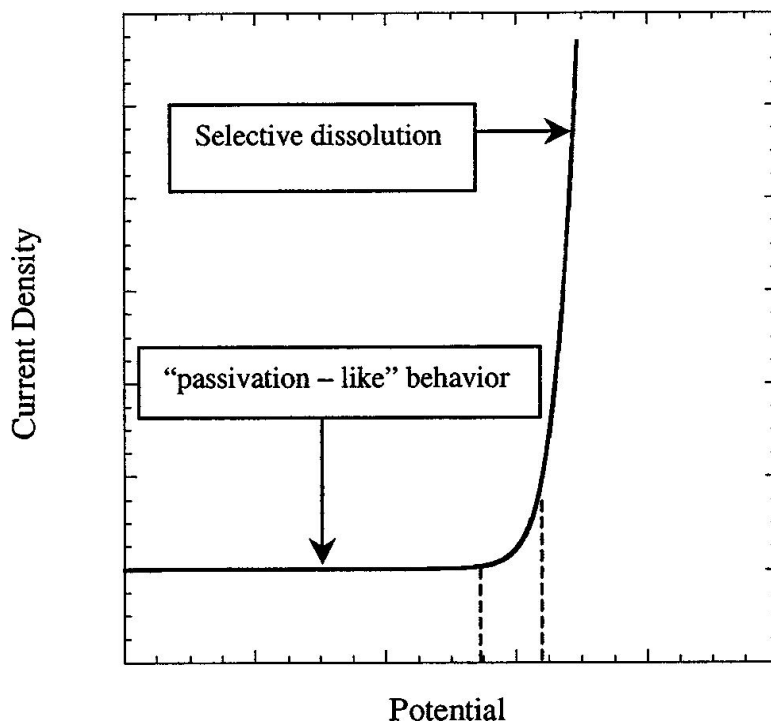 Selective dissolution
“passivation – like” behavior
Current Density
Potential